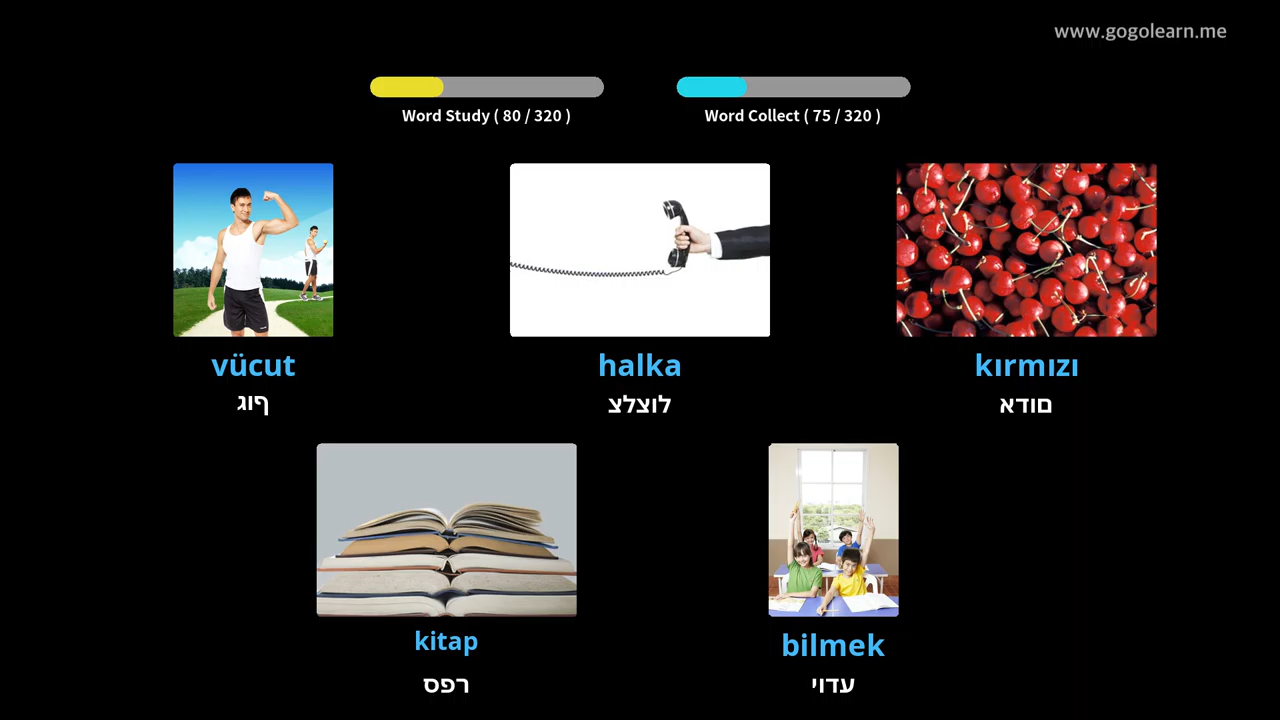 www.gogolearn.me
Word Study ( 80 / 320 )
Word Collect ( 75 / 320 )
vücut
גוף
halka
צלצול
kırmızı
אדום
kitap
ספר
bilmek
יודע